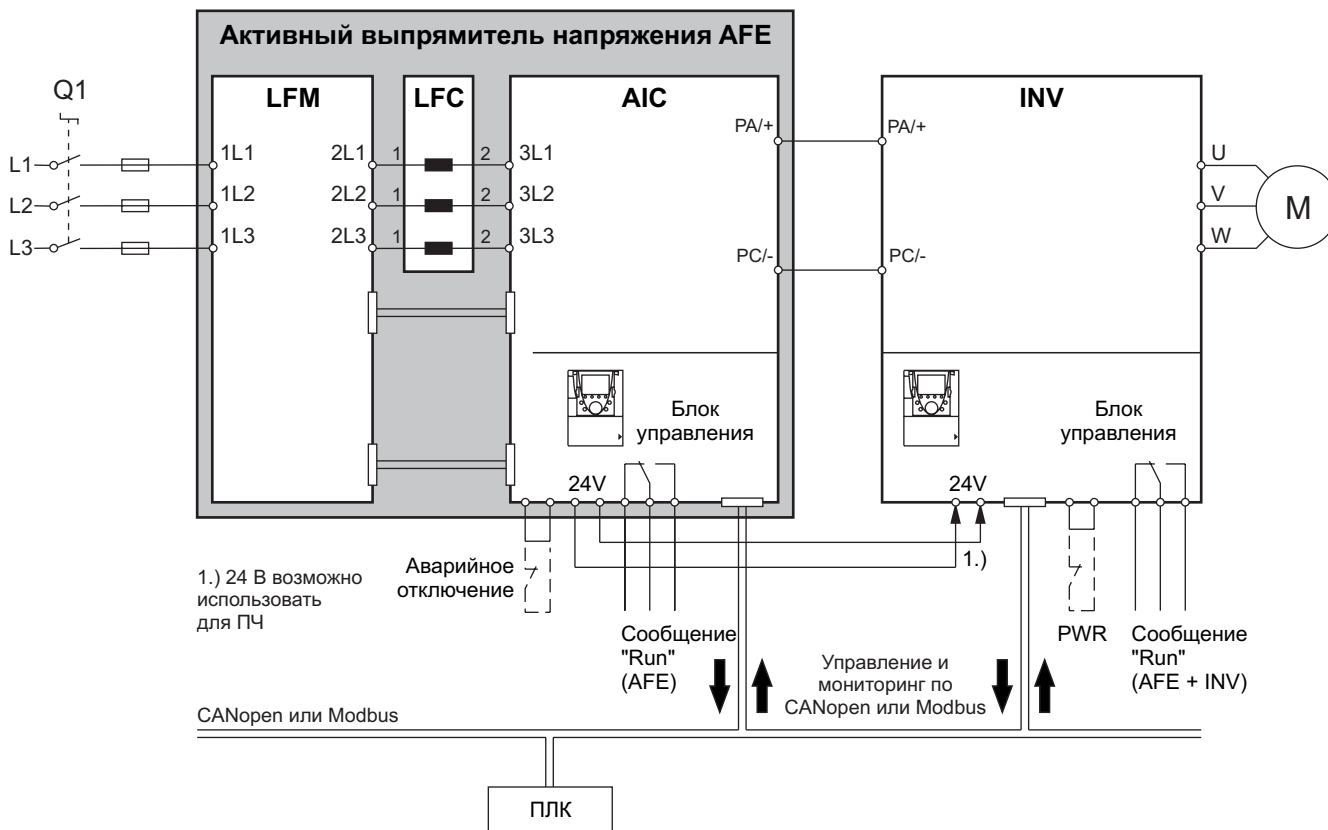 Активный выпрямитель напряжения AFE
Q1
LFM
LFC
AIC
INV
PA/+
PA/+
L1
1L1
2L1
1
2
3L1
U
L2
1L2
2L2
1
2
3L2
V
M
L3
1L3
2L3
1
2
3L3
W
PC/-
PC/-
Блок
управления
Блок
управления
24V
24V
1.) 24 В возможно
использовать
для ПЧ
Аварийное
отключение
1.)
Сообщение
"Run"
(AFE)
Управление и
мониторинг по
CANopen или Modbus
PWR
Сообщение
"Run"
(AFE + INV)
CANopen или Modbus
ПЛК